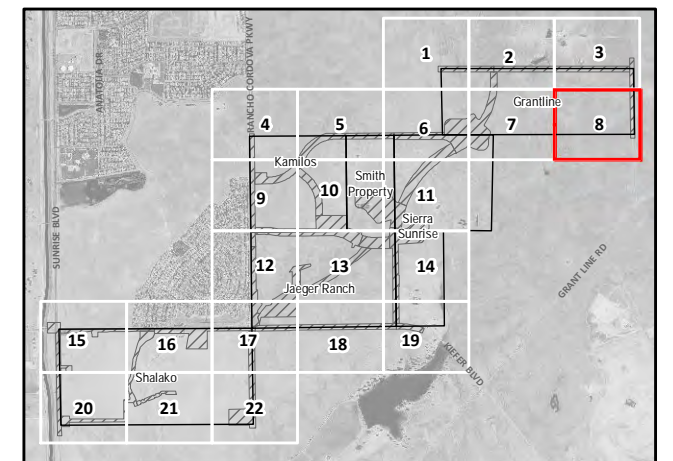 1 2 3
Grantline
ANATOLIA DR
RANCHO CORDOVA PKWY
4 5 6 7 8
Kamilos
Smith
Property
9 10 11
Sierra
Sunrise
SUNRISE BLVD
12 13 14
Jaeger Ranch
GRANT LINE RD
15 16 17 18 19
KIEFER BLVD
Shalako
20 21 22